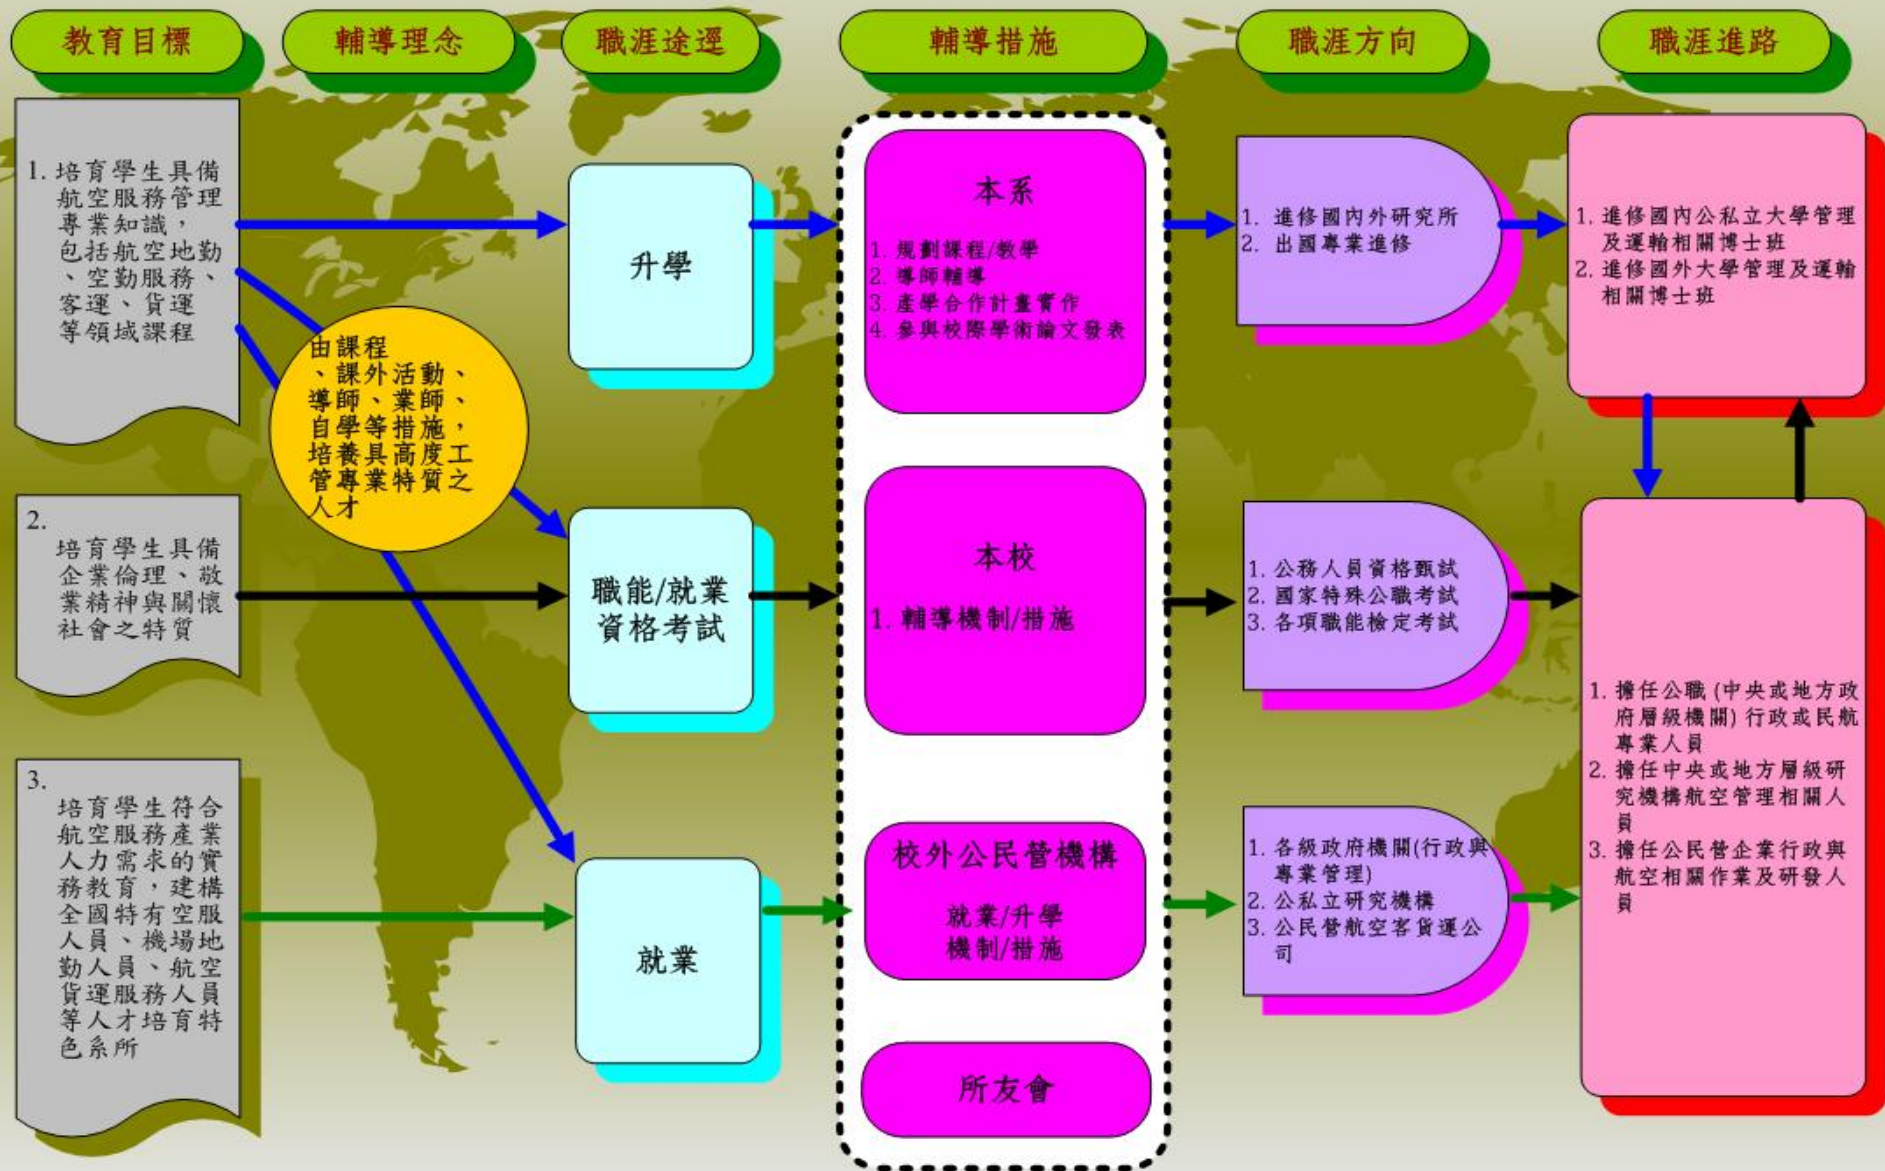 教育目標
輔導理念
職涯途逕
輔導措施
職涯方向
職涯進路
1. 培育學生具備
航空服務管理
專業知識，
包括航空地勤
、空勤服務、
客運、貨運
等領域課程
2.
培育學生具備
企業倫理、敬
業精神與關懷
社會之特質
3.
培育學生符合
航空服務產業
人力需求的實
務教育，建構
全國特有空服
人員、機場地
勤人員、航空
貨運服務人員
等人才培育特
色系所
由課程
、課外活動、
導師、業師、
自學等措施，
培養具高度工
管專業特質之
人才
升學
職能/就業
資格考試
就業
本系
1. 規劃課程/教學
2. 導師輔導
3. 產學合作計畫實作
4. 參與校際學術論文發表
本校
1. 輔導機制/措施
校外公民營機構
就業/升學
機制/措施
所友會
1. 進修國內外研究所
2. 出國專業進修
1. 公務人員資格甄試
2. 國家特殊公職考試
3. 各項職能檢定考試
1. 各級政府機關(行政與
專業管理)
2. 公私立研究機構
3. 公民營航空客貨運公
司
1. 進修國內公私立大學管理
及運輸相關博士班
2. 進修國外大學管理及運輸
相關博士班
1. 擔任公職 (中央或地方政
府層級機關) 行政或民航
專業人員
2. 擔任中央或地方層級研
究機構航空管理相關人
員
3. 擔任公民營企業行政與
航空相關作業及研發人
員